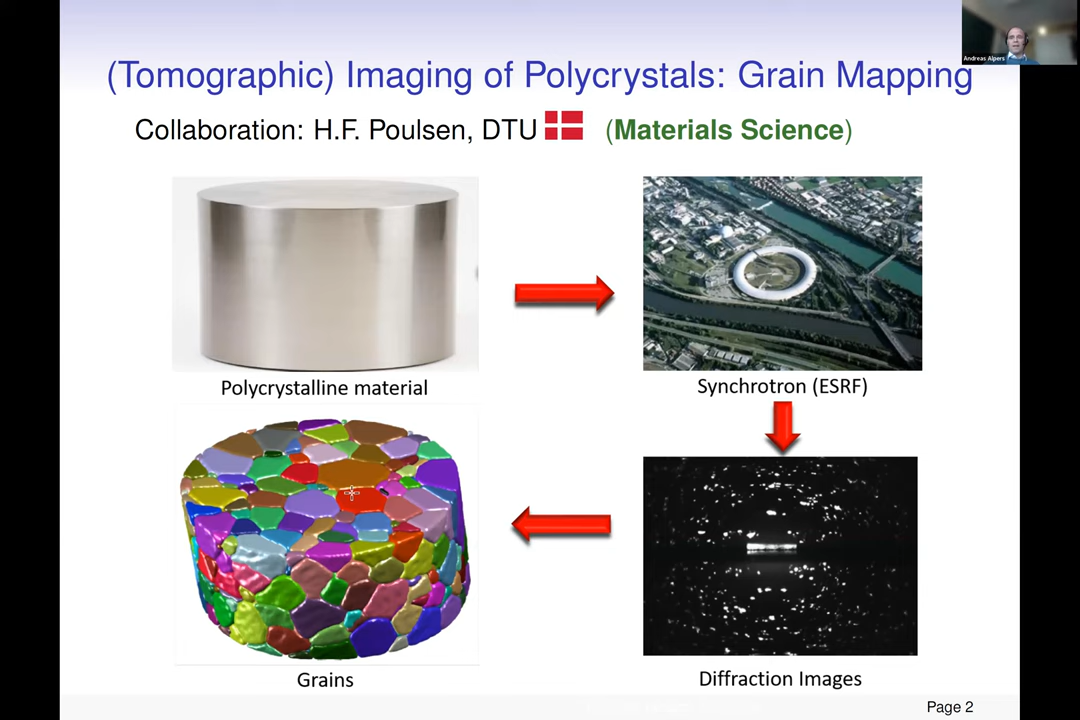 (Tomographic) Imaging of Polycrystals: Grain Mapping
Andreas Alpers
Collaboration: H.F. Poulsen, DTU (Materials Science)
Polycrystalline material
Synchrotron (ESRF)
Grains
Diffraction Images
Page 2